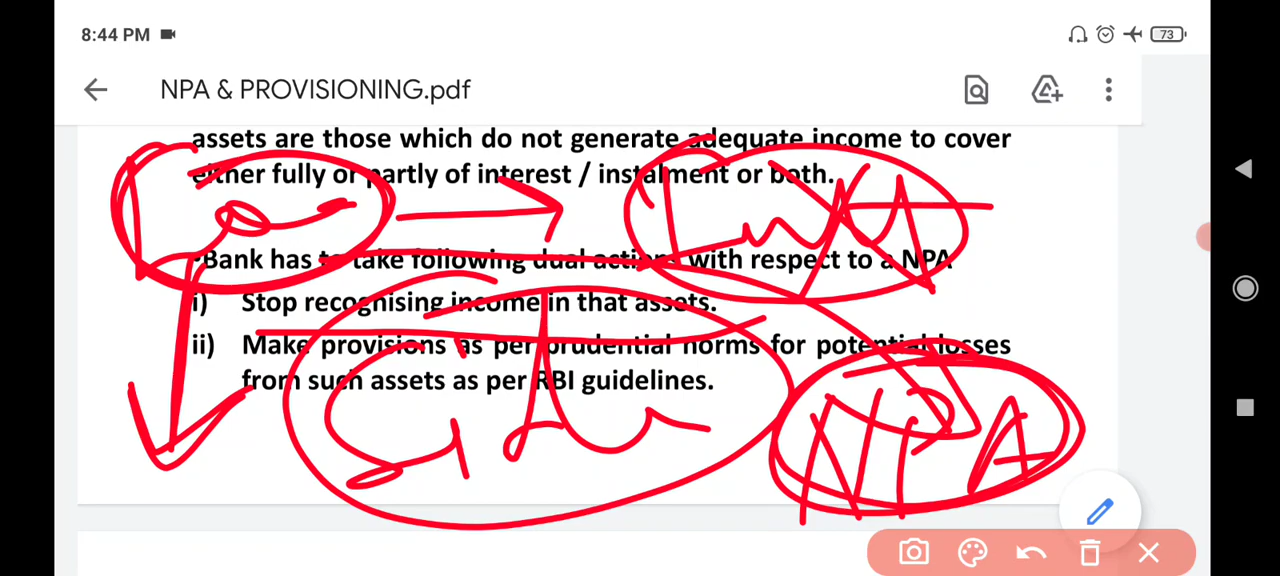 8:44 PM
73
NPA & PROVISIONING.pdf
assets are those which do not generate adequate income to cover
either fully or partly of interest / instalment or both.
Bank has to take following dual actions with respect to a NPA
i) Stop recognising income in that assets.
ii) Make provisions as per prudential norms for potential losses
from such assets as per RBI guidelines.
NPA